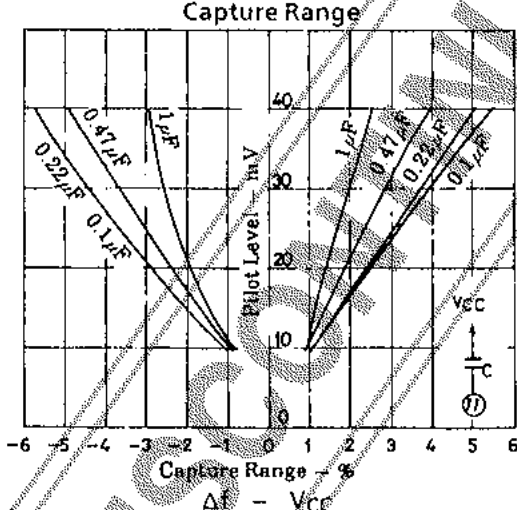 Capture Range
40
30
20
10
0
Pilot Level – mV
0.22μF 0.1μF
0.47μF
1μF
1μF
0.47μF
0.22μF
0.1μF
VCC
C
11
-6 -5 -4 -3 -2 -1 0 1 2 3 4 5 6
Capture Range – %
Δf – VCC